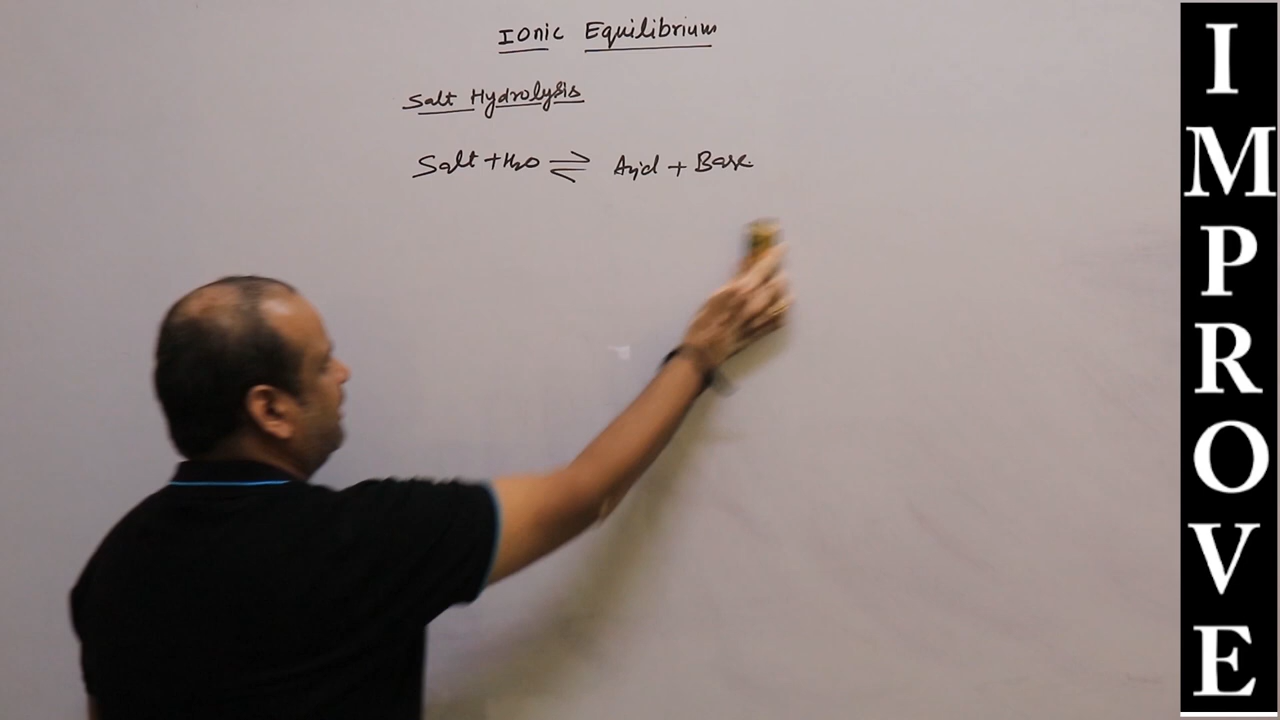 Ionic Equilibrium
Salt Hydrolysis
Salt + H₂O ⇌ Acid + Base
IMPROVE